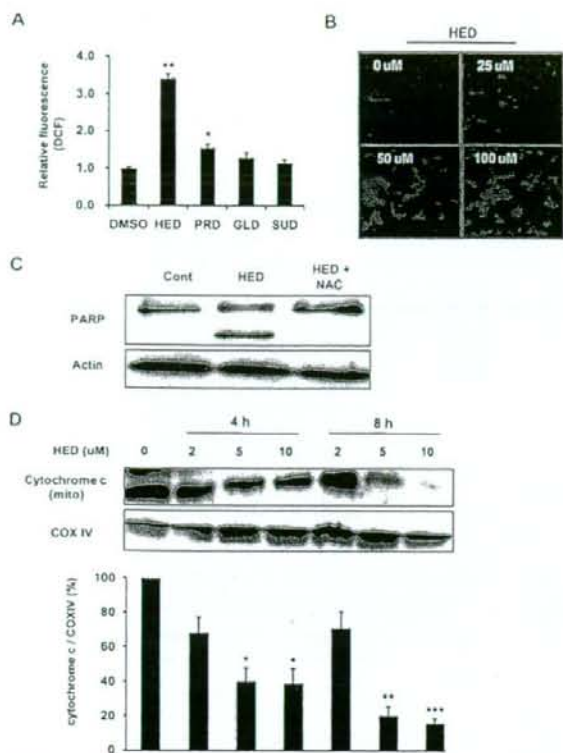 A
Relative fluorescence
(DCF)
4.0
3.0
2.0
1.0
0.0
**
*
DMSO HED PRD GLD SUD
B
HED
0 uM 25 uM
50 uM 100 uM
C
Cont HED HED +
NAC
PARP
Actin
D
4 h 8 h
HED (uM) 0 2 5 10 2 5 10
Cytochrome c
(mito)
COX IV
cytochrome c / COXIV (%)
100
80
60
40
20
0
* * ** ***